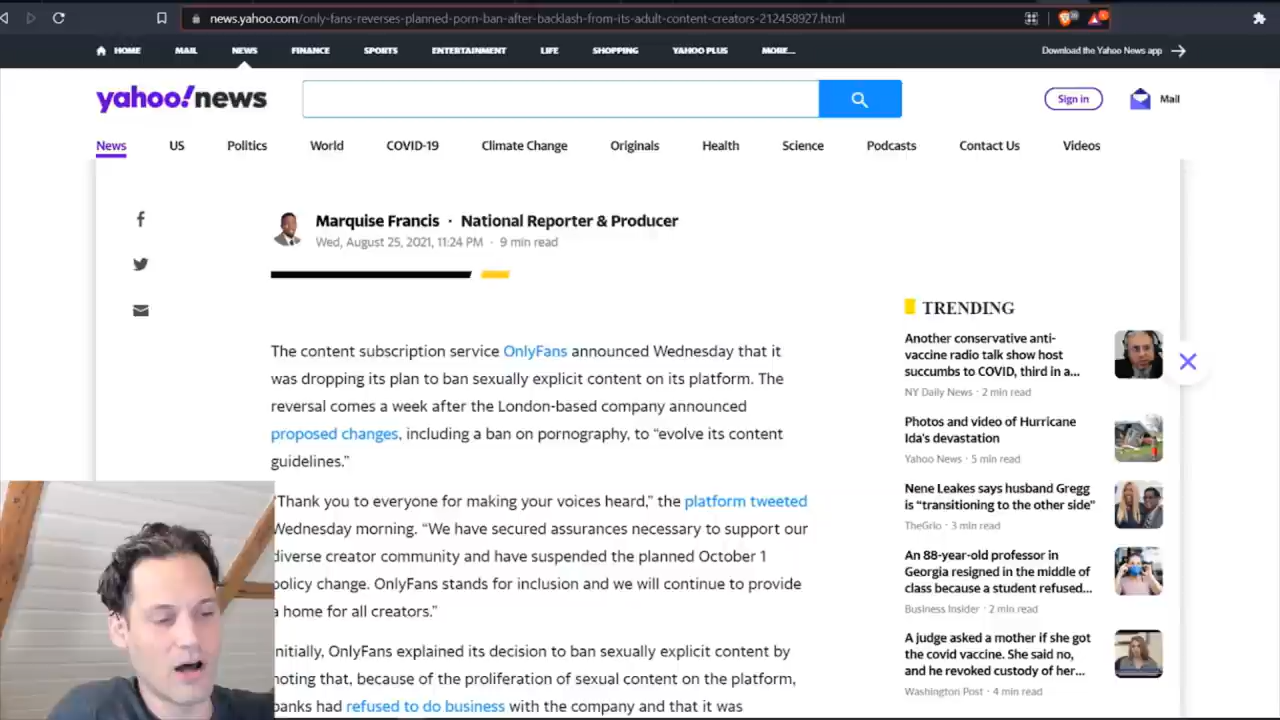 news.yahoo.com/only-fans-reverses-planned-porn-ban-after-backlash-from-its-adult-content-creators-212458927.html
HOME MAIL NEWS FINANCE SPORTS ENTERTAINMENT LIFE SHOPPING YAHOO PLUS MORE... Download the Yahoo News app
yahoo!news
Sign in
Mail
News US Politics World COVID-19 Climate Change Originals Health Science Podcasts Contact Us Videos
Marquise Francis · National Reporter & Producer
Wed, August 25, 2021, 11:24 PM · 9 min read
The content subscription service OnlyFans announced Wednesday that it
was dropping its plan to ban sexually explicit content on its platform. The
reversal comes a week after the London-based company announced
proposed changes, including a ban on pornography, to “evolve its content
guidelines.”
“Thank you to everyone for making your voices heard,” the platform tweeted
Wednesday morning. “We have secured assurances necessary to support our
diverse creator community and have suspended the planned October 1
policy change. OnlyFans stands for inclusion and we will continue to provide
a home for all creators.”
Initially, OnlyFans explained its decision to ban sexually explicit content by
noting that, because of the proliferation of sexual content on the platform,
banks had refused to do business with the company and that it was
TRENDING
Another conservative anti-
vaccine radio talk show host
succumbs to COVID, third in a...
NY Daily News · 2 min read
Photos and video of Hurricane
Ida's devastation
Yahoo News · 5 min read
Nene Leakes says husband Gregg
is “transitioning to the other side”
TheGrio · 3 min read
An 88-year-old professor in
Georgia resigned in the middle of
class because a student refused...
Business Insider · 2 min read
A judge asked a mother if she got
the covid vaccine. She said no,
and he revoked custody of her...
Washington Post · 4 min read